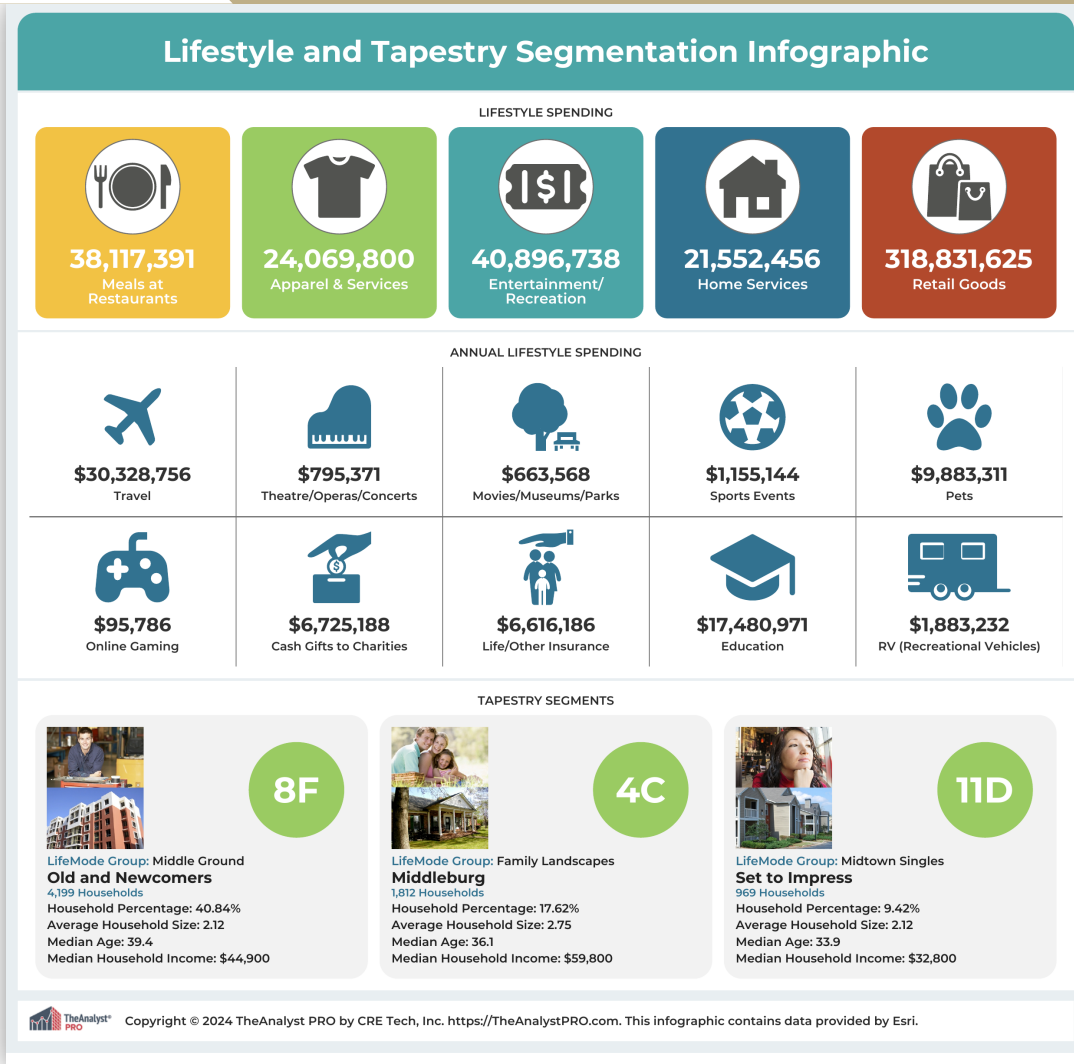 Lifestyle and Tapestry Segmentation Infographic
LIFESTYLE SPENDING
38,117,391
Meals at
Restaurants
24,069,800
Apparel & Services
$
40,896,738
Entertainment/
Recreation
21,552,456
Home Services
318,831,625
Retail Goods
ANNUAL LIFESTYLE SPENDING
$30,328,756
Travel
$795,371
Theatre/Operas/Concerts
$663,568
Movies/Museums/Parks
$1,155,144
Sports Events
$9,883,311
Pets
$95,786
Online Gaming
$
$6,725,188
Cash Gifts to Charities
$6,616,186
Life/Other Insurance
$17,480,971
Education
$1,883,232
RV (Recreational Vehicles)
TAPESTRY SEGMENTS
8F
LifeMode Group: Middle Ground
Old and Newcomers
4,199 Households
Household Percentage: 40.84%
Average Household Size: 2.12
Median Age: 39.4
Median Household Income: $44,900
4C
LifeMode Group: Family Landscapes
Middleburg
1,812 Households
Household Percentage: 17.62%
Average Household Size: 2.75
Median Age: 36.1
Median Household Income: $59,800
11D
LifeMode Group: Midtown Singles
Set to Impress
969 Households
Household Percentage: 9.42%
Average Household Size: 2.12
Median Age: 33.9
Median Household Income: $32,800
TheAnalyst®
PRO
Copyright © 2024 TheAnalyst PRO by CRE Tech, Inc. https://TheAnalystPRO.com. This infographic contains data provided by Esri.